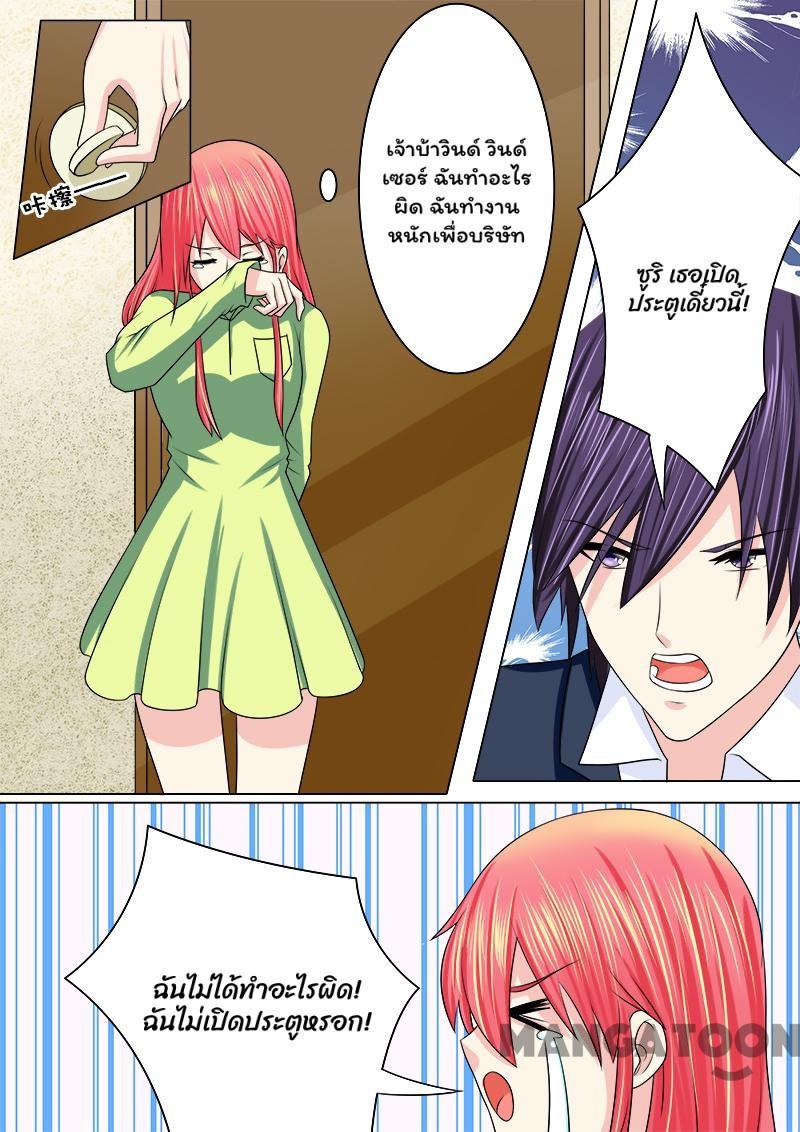 咔擦——
เจ้าบ้าวินด์ วินด์
เซอร์ ฉันทำอะไร
ผิด ฉันทำงาน
หนักเพื่อบริษัท
ซูริ เธอเปิด
ประตูเดี๋ยวนี้!
ฉันไม่ได้ทำอะไรผิด!
ฉันไม่เปิดประตูหรอก!
MANGATOON